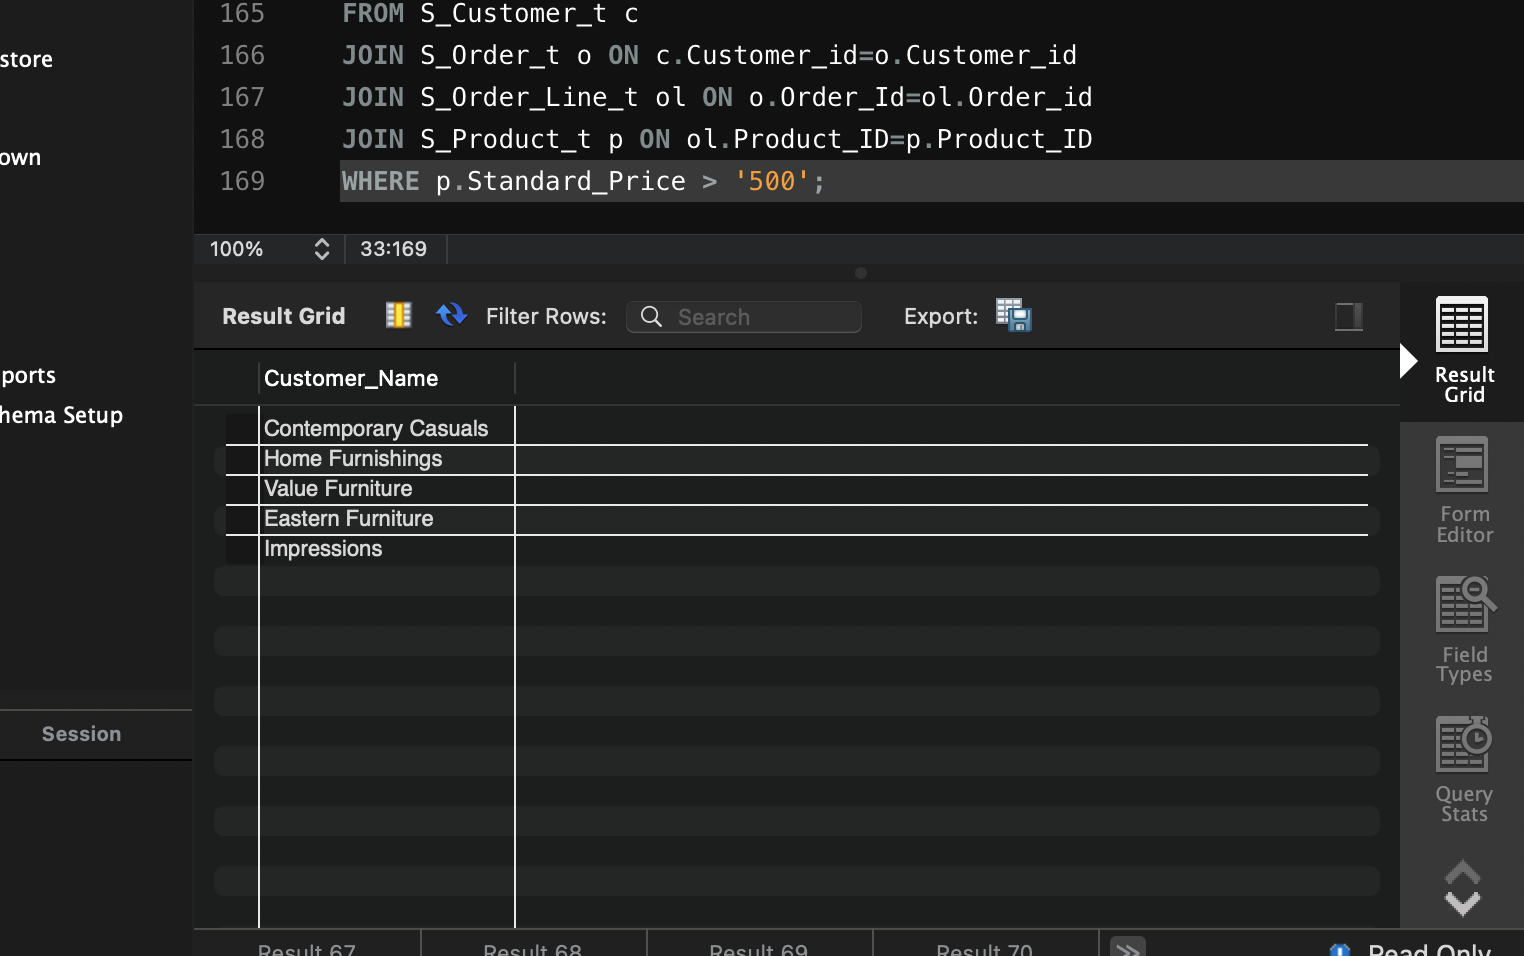 165 FROM S_Customer_t c
166 JOIN S_Order_t o ON c.Customer_id=o.Customer_id
167 JOIN S_Order_Line_t ol ON o.Order_Id=ol.Order_id
168 JOIN S_Product_t p ON ol.Product_ID=p.Product_ID
169 WHERE p.Standard_Price > '500';
store
own
ports
hema Setup
Session
100% 33:169
Result Grid Filter Rows: Search Export:
Customer_Name
Contemporary Casuals
Home Furnishings
Value Furniture
Eastern Furniture
Impressions
Result
Grid
Form
Editor
Field
Types
Query
Stats
Result 67 Result 68 Result 69 Result 70 Read Only